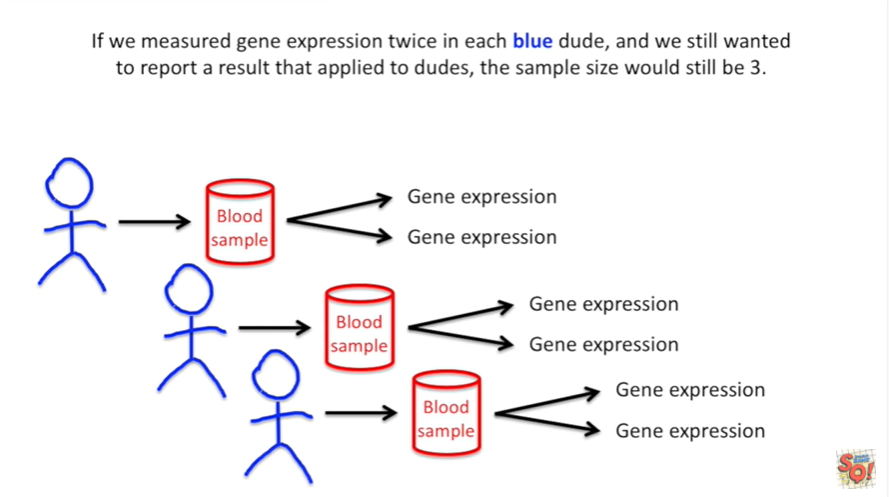 If we measured gene expression twice in each blue dude, and we still wanted
to report a result that applied to dudes, the sample size would still be 3.
Blood
sample
Gene expression
Gene expression
Blood
sample
Gene expression
Gene expression
Blood
sample
Gene expression
Gene expression
SQ!